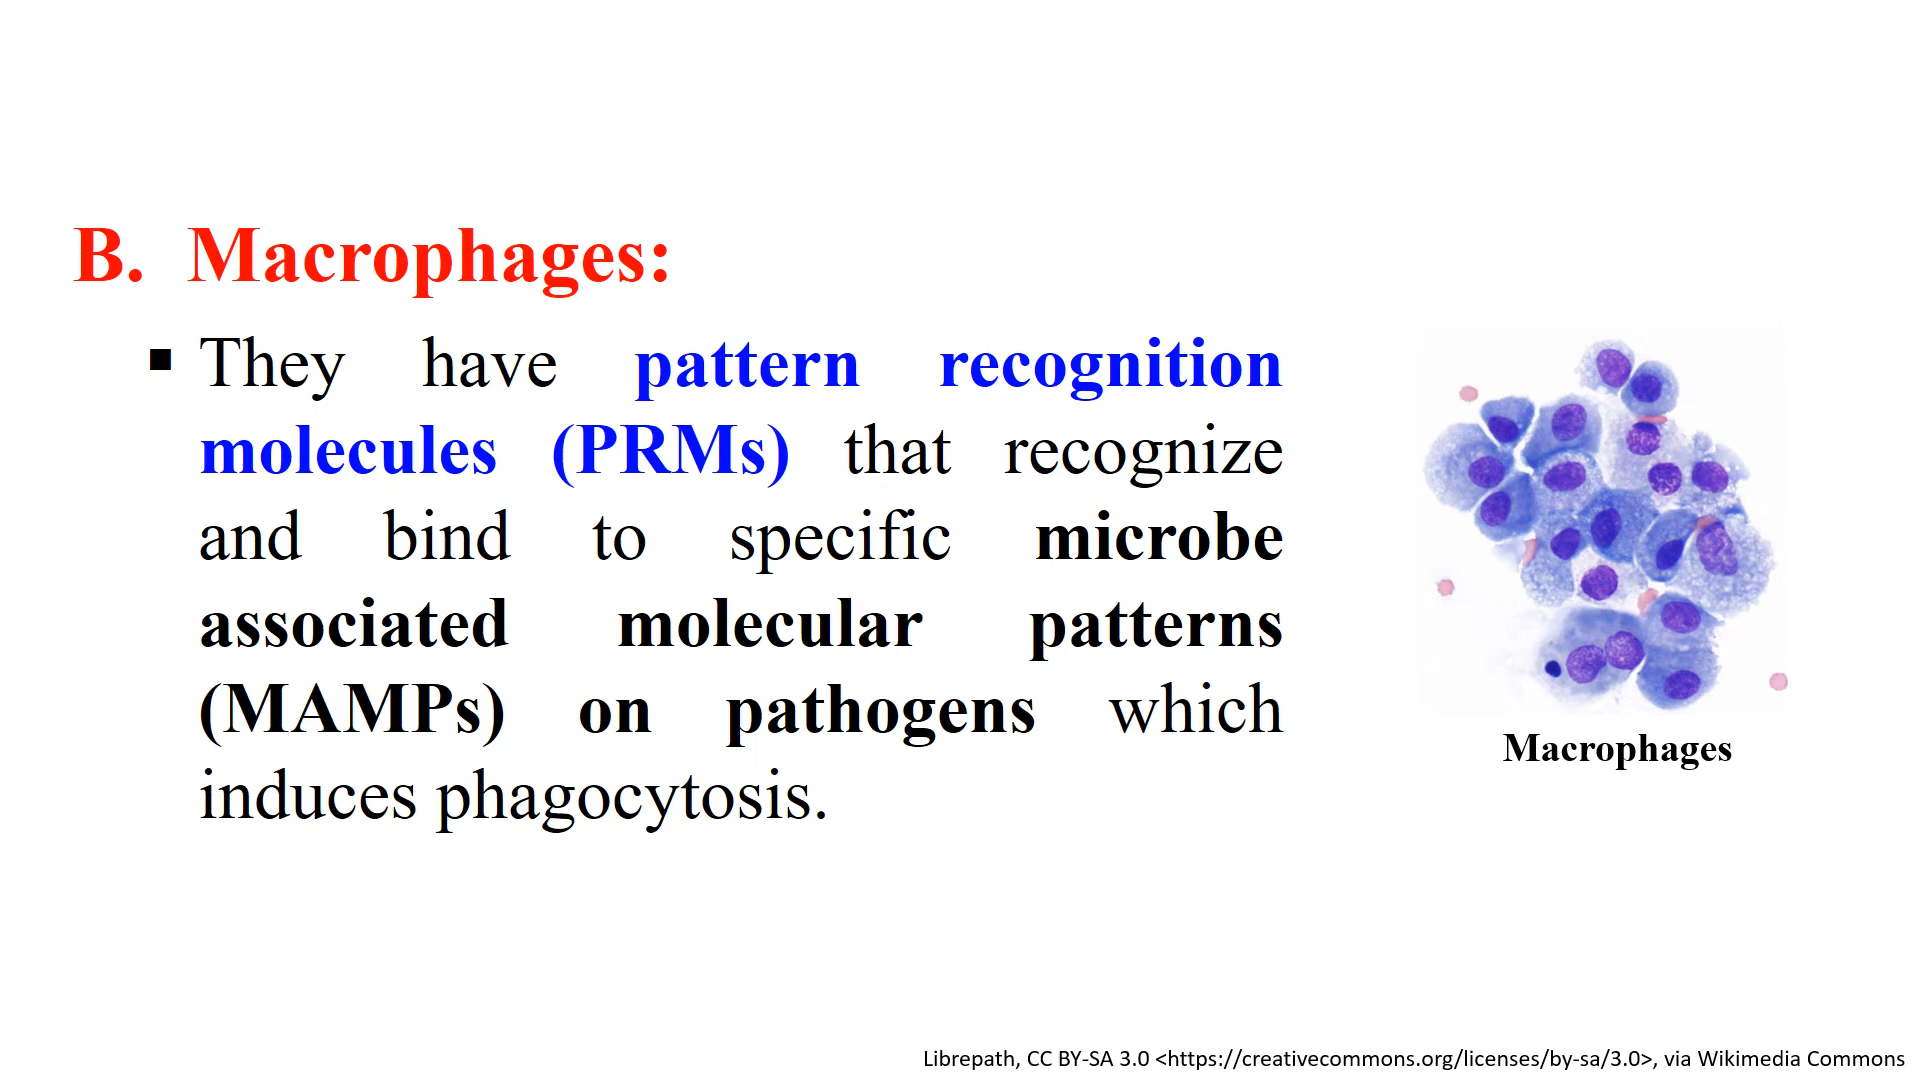 B. Macrophages:
▪ They have pattern recognition
molecules (PRMs) that recognize
and bind to specific microbe
associated molecular patterns
(MAMPs) on pathogens which
induces phagocytosis.
Macrophages
Librepath, CC BY-SA 3.0 <https://creativecommons.org/licenses/by-sa/3.0>, via Wikimedia Commons